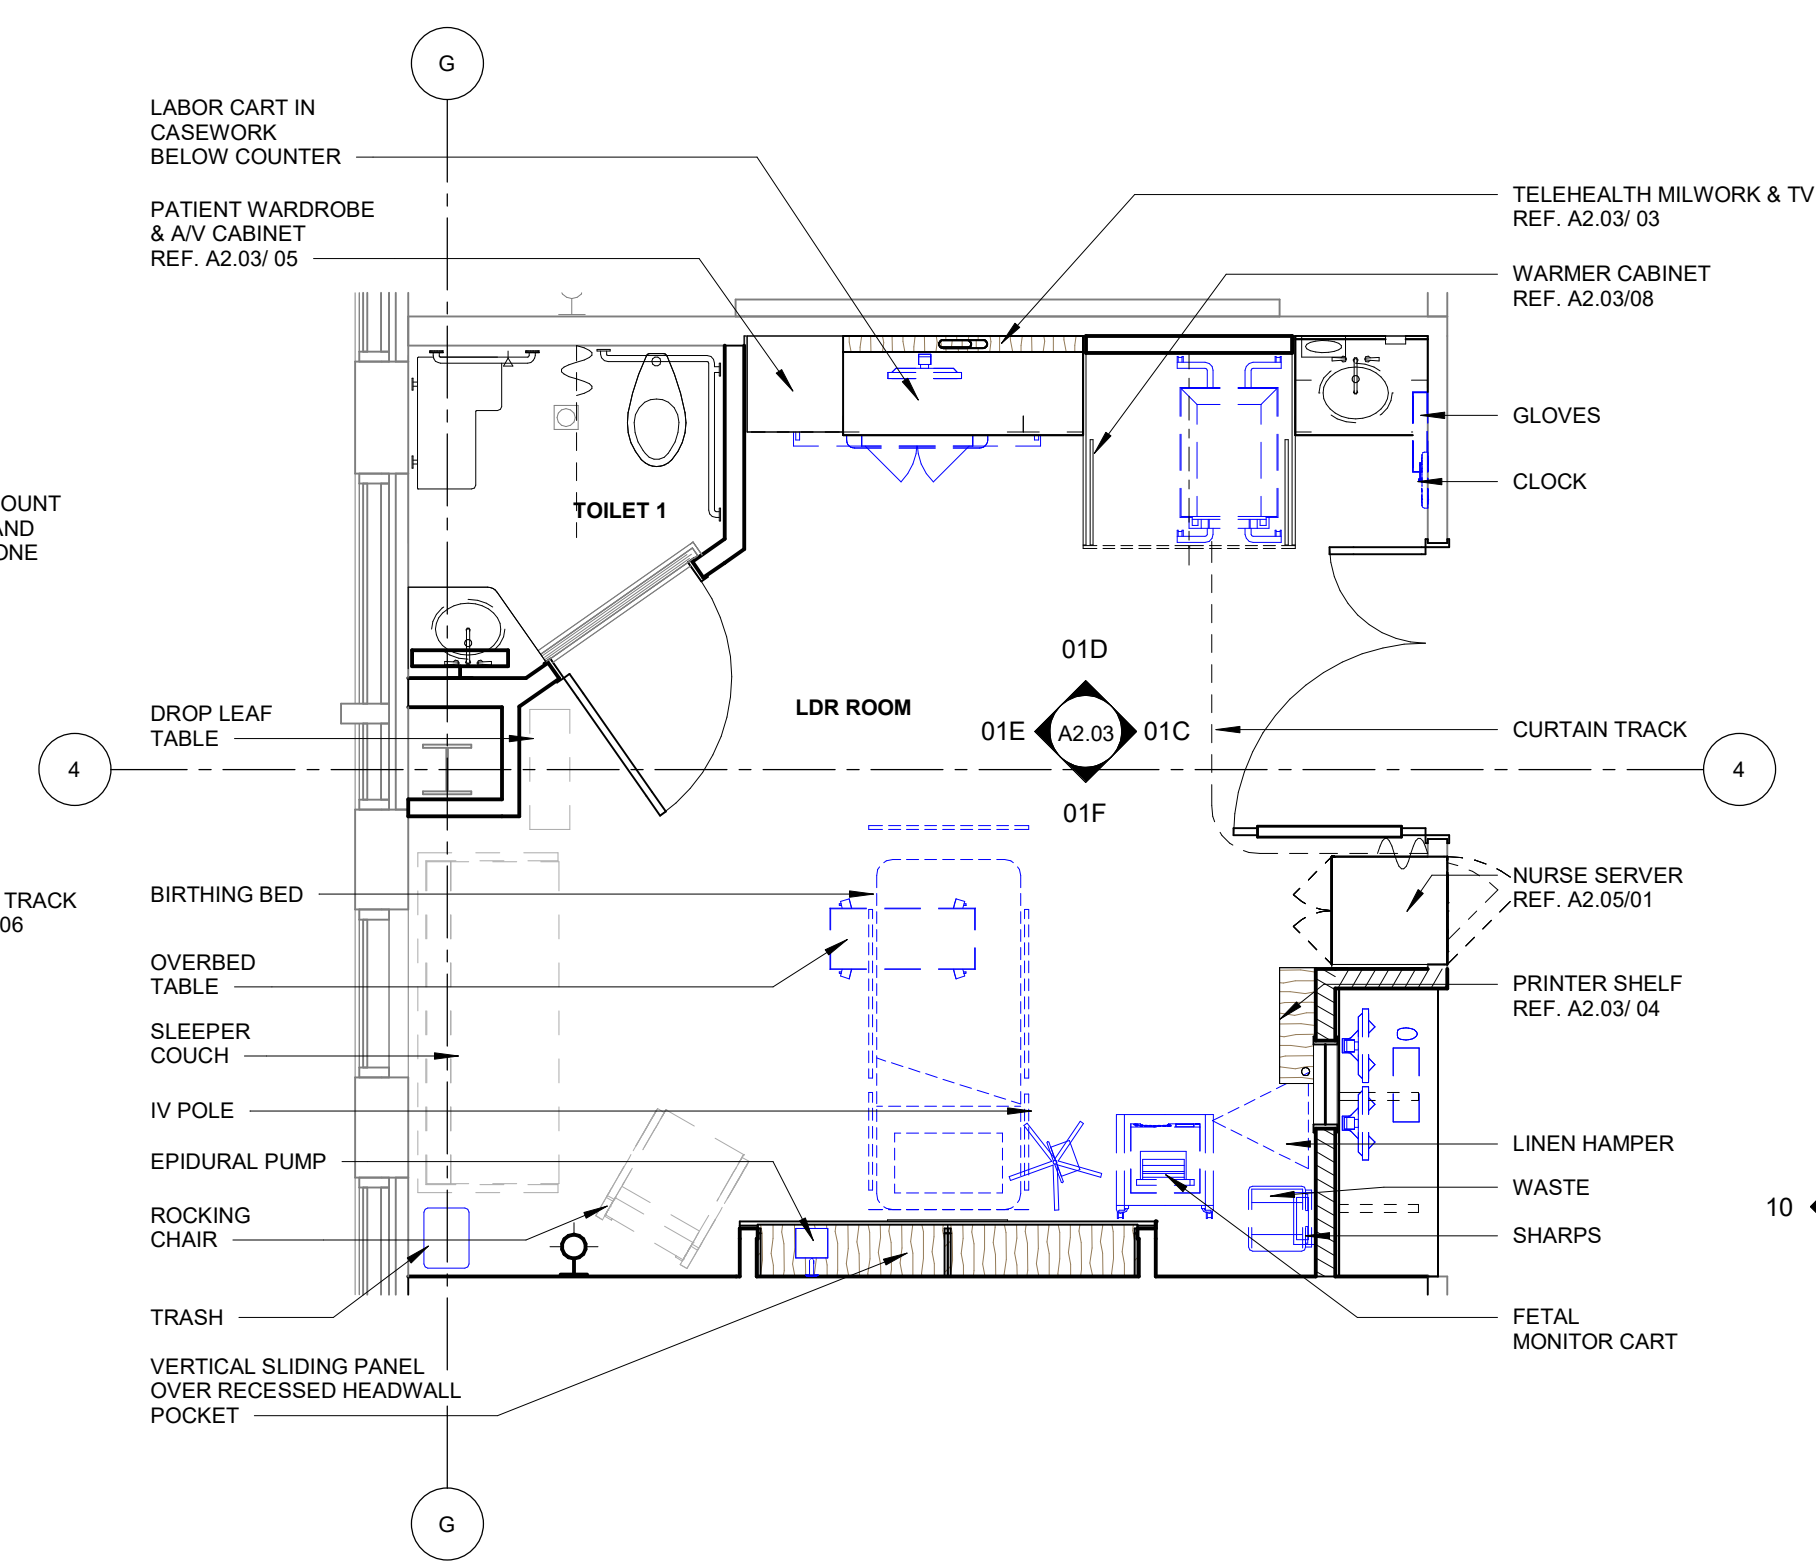 G
LABOR CART IN
CASEWORK
BELOW COUNTER
PATIENT WARDROBE
& A/V CABINET
REF. A2.03/ 05
TELEHEALTH MILWORK & TV
REF. A2.03/ 03
WARMER CABINET
REF. A2.03/08
GLOVES
CLOCK
OUNT
AND
ONE
TOILET 1
01D
LDR ROOM
01E
A2.03
01C
01F
DROP LEAF
TABLE
CURTAIN TRACK
4
4
TRACK
06
BIRTHING BED
NURSE SERVER
REF. A2.05/01
OVERBED
TABLE
PRINTER SHELF
REF. A2.03/ 04
SLEEPER
COUCH
IV POLE
EPIDURAL PUMP
LINEN HAMPER
WASTE
SHARPS
10
ROCKING
CHAIR
TRASH
FETAL
MONITOR CART
VERTICAL SLIDING PANEL
OVER RECESSED HEADWALL
POCKET
G